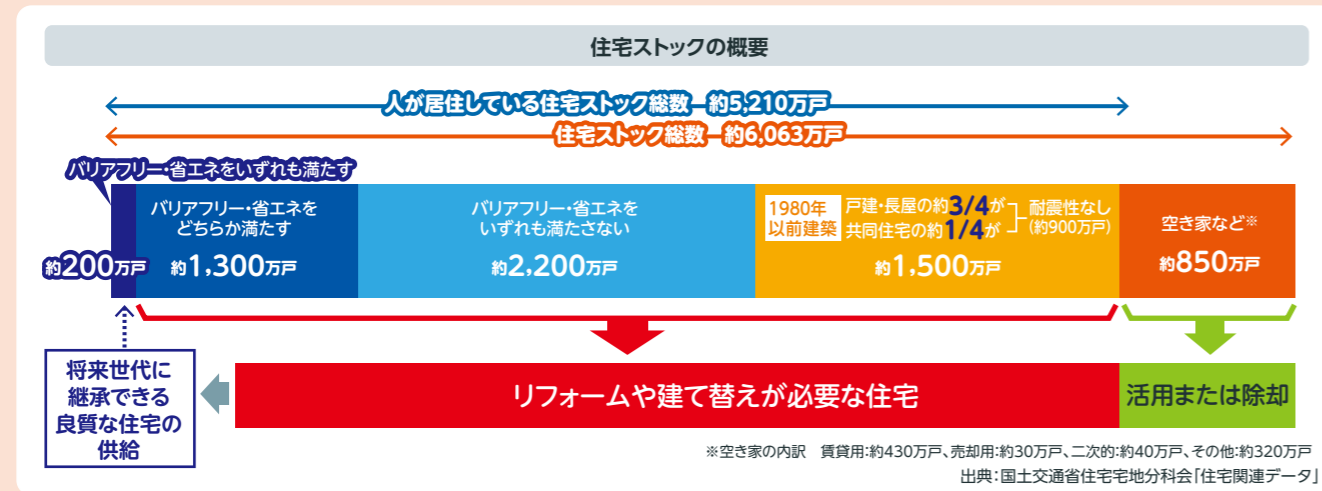 住宅ストックの概要
人が居住している住宅ストック総数 約5,210万戸
住宅ストック総数 約6,063万戸
バリアフリー・省エネをいずれも満たす
約200万戸
バリアフリー・省エネを
どちらか満たす
約1,300万戸
バリアフリー・省エネを
いずれも満たさない
約2,200万戸
1980年
以前建築
戸建・長屋の約3/4が
共同住宅の約1/4が
耐震性なし
(約900万戸)
約1,500万戸
空き家など※
約850万戸
将来世代に
継承できる
良質な住宅の
供給
リフォームや建て替えが必要な住宅
活用または除却
※空き家の内訳 賃貸用:約430万戸、売却用:約30万戸、二次的:約40万戸、その他:約320万戸
出典:国土交通省住宅宅地分科会「住宅関連データ」